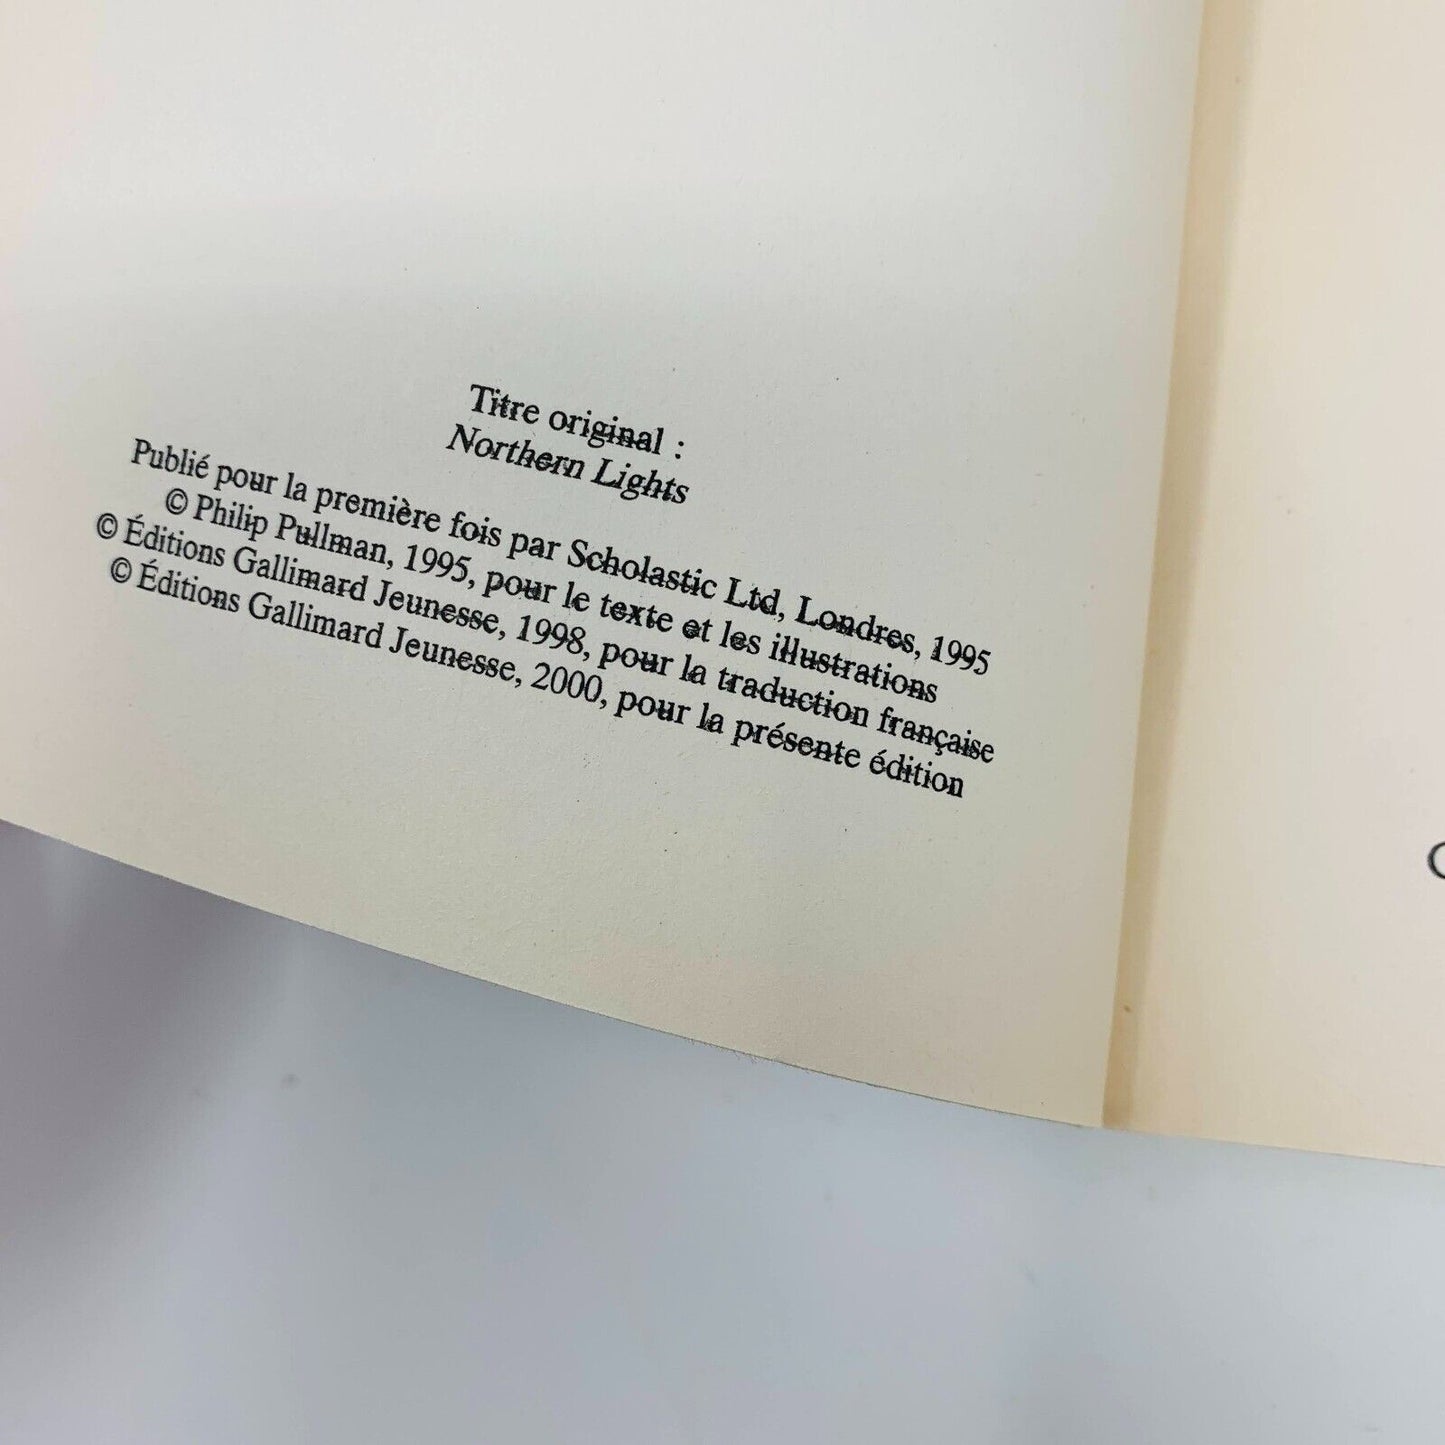 Titre original :
Northern Lights
Publié pour la première fois par Scholastic Ltd, Londres, 1995
© Philip Pullman, 1995, pour le texte et les illustrations
© Éditions Gallimard Jeunesse, 1998, pour la traduction française
© Éditions Gallimard Jeunesse, 2000, pour la présente édition